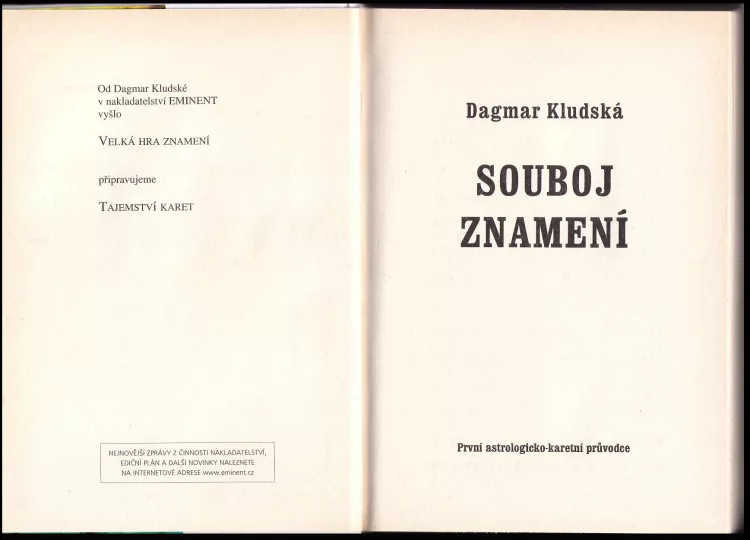 Od Dagmar Kludské
v nakladatelství EMINENT
vyšlo
VELKÁ HRA ZNAMENÍ
připravujeme
TAJEMSTVÍ KARET
NEJNOVĚJŠÍ ZPRÁVY Z ČINNOSTI NAKLADATELSTVÍ,
EDIČNÍ PLÁN A DALŠÍ NOVINKY NALEZNETE
NA INTERNETOVÉ ADRESE www.eminent.cz
Dagmar Kludská
SOUBOJ
ZNAMENÍ
První astrologicko-karetní průvodce